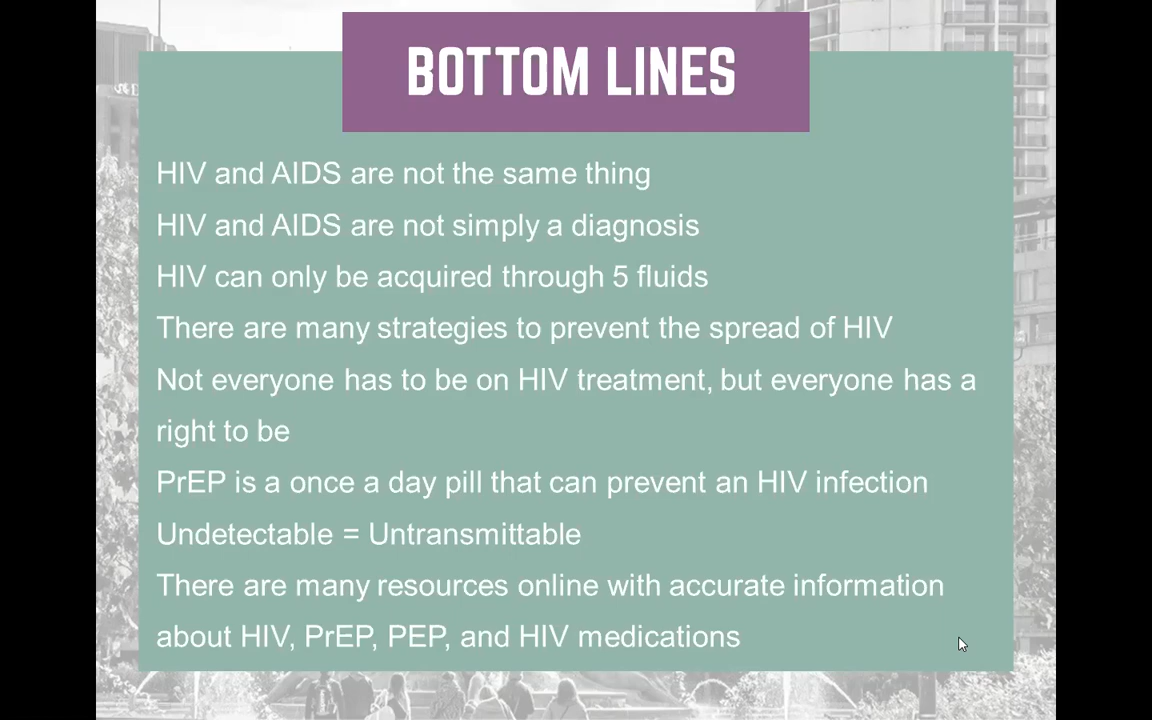 BOTTOM LINES
HIV and AIDS are not the same thing
HIV and AIDS are not simply a diagnosis
HIV can only be acquired through 5 fluids
There are many strategies to prevent the spread of HIV
Not everyone has to be on HIV treatment, but everyone has a
right to be
PrEP is a once a day pill that can prevent an HIV infection
Undetectable = Untransmittable
There are many resources online with accurate information
about HIV, PrEP, PEP, and HIV medications